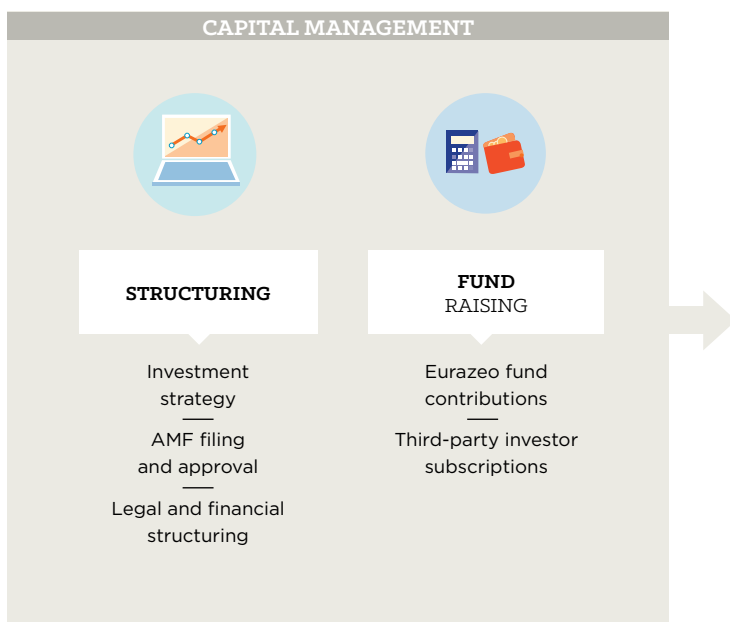 CAPITAL MANAGEMENT
STRUCTURING
Investment
strategy
AMF filing
and approval
Legal and financial
structuring
FUND
RAISING
Eurazeo fund
contributions
Third-party investor
subscriptions